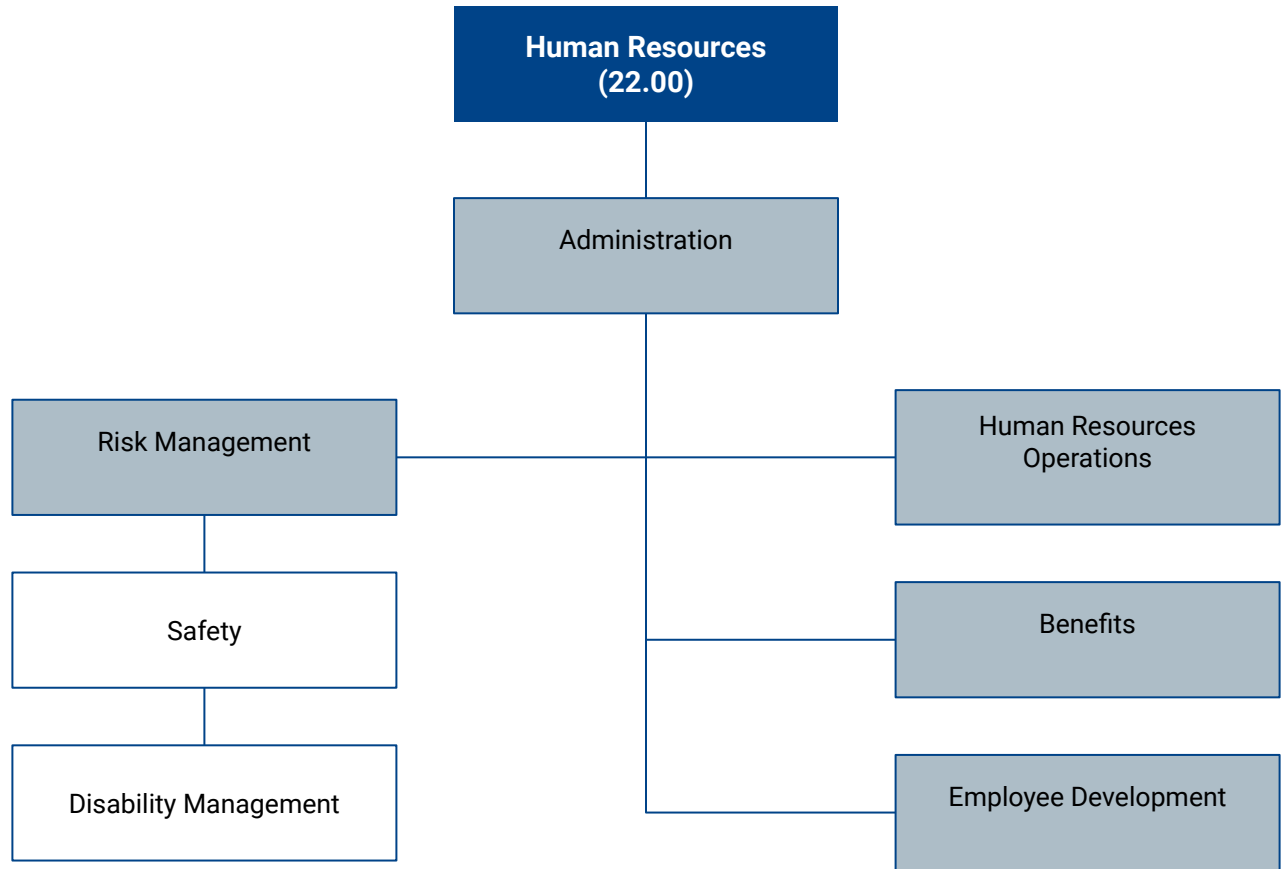 Human Resources
(22.00)
Administration
Risk Management
Human Resources
Operations
Safety
Benefits
Disability Management
Employee Development